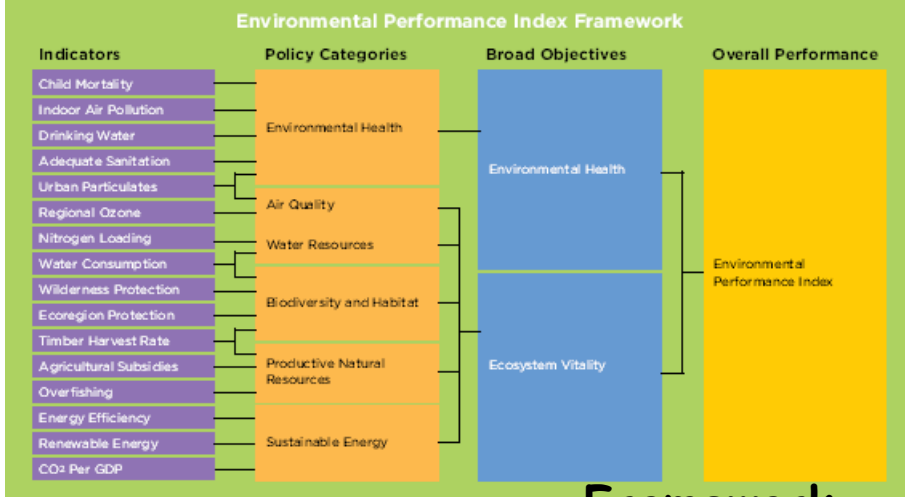 Environmental Performance Index Framework
Indicators
Policy Categories
Broad Objectives
Overall Performance
Child Mortality
Indoor Air Pollution
Drinking Water
Adequate Sanitation
Urban Particulates
Regional Ozone
Nitrogen Loading
Water Consumption
Wilderness Protection
Ecoregion Protection
Timber Harvest Rate
Agricultural Subsidies
Overfishing
Energy Efficiency
Renewable Energy
CO2 Per GDP
Environmental Health
Air Quality
Water Resources
Biodiversity and Habitat
Productive Natural
Resources
Sustainable Energy
Environmental Health
Ecosystem Vitality
Environmental
Performance Index